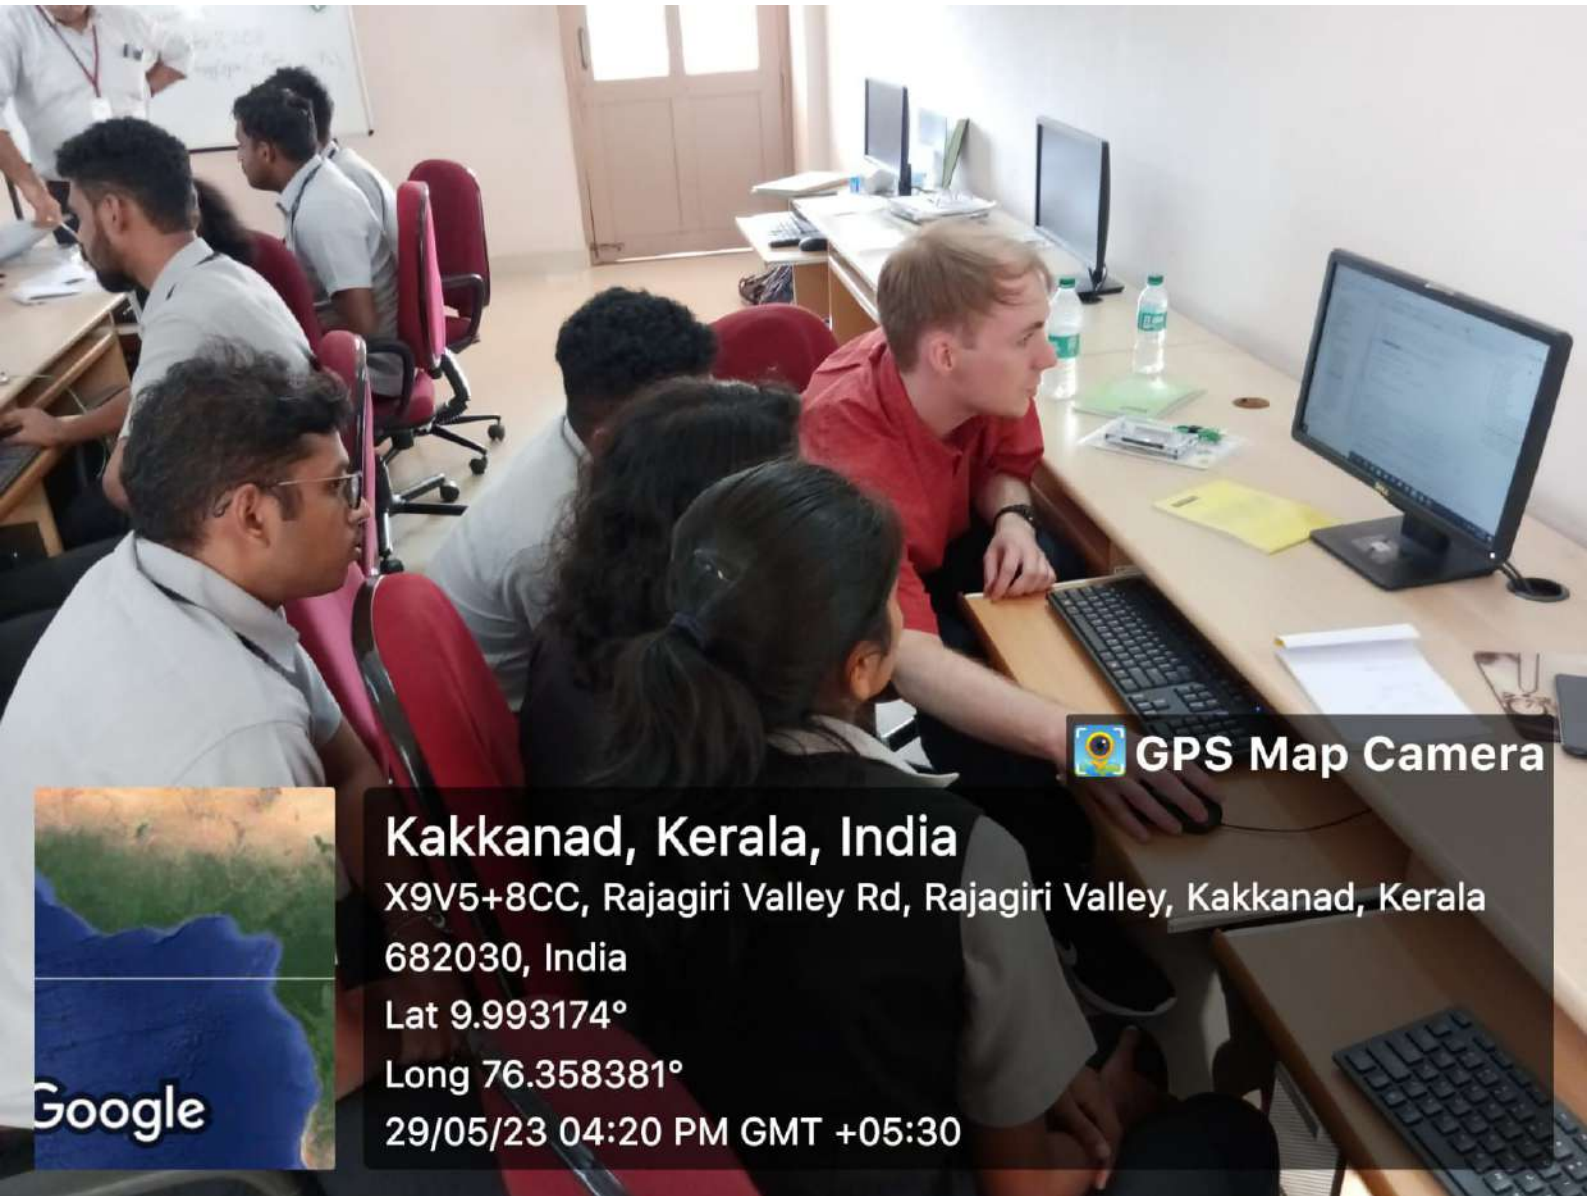 GPS Map Camera
Kakkanad, Kerala, India
X9V5+8CC, Rajagiri Valley Rd, Rajagiri Valley, Kakkanad, Kerala
682030, India
Lat 9.993174°
Long 76.358381°
29/05/23 04:20 PM GMT +05:30
Google